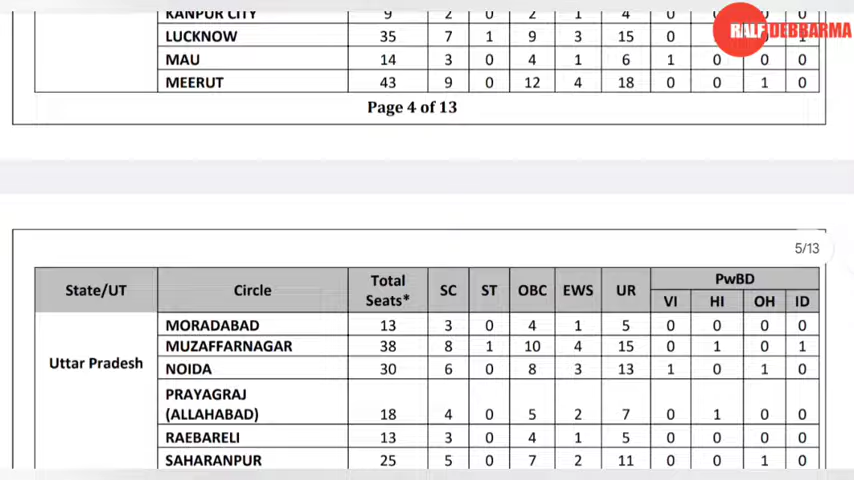 KANPUR CITY 9 2 0 2 1 4 0
RALF DEBBARMA
LUCKNOW 35 7 1 9 3 15 0 1
MAU 14 3 0 4 1 6 1 0 0 0
MEERUT 43 9 0 12 4 18 0 0 1 0
Page 4 of 13
5/13
State/UT Circle Total Seats* SC ST OBC EWS UR PwBD
VI HI OH ID
MORADABAD 13 3 0 4 1 5 0 0 0 0
MUZAFFARNAGAR 38 8 1 10 4 15 0 1 0 1
Uttar Pradesh
NOIDA 30 6 0 8 3 13 1 0 1 0
PRAYAGRAJ
(ALLAHABAD) 18 4 0 5 2 7 0 1 0 0
RAEBARELI 13 3 0 4 1 5 0 0 0 0
SAHARANPUR 25 5 0 7 2 11 0 0 1 0